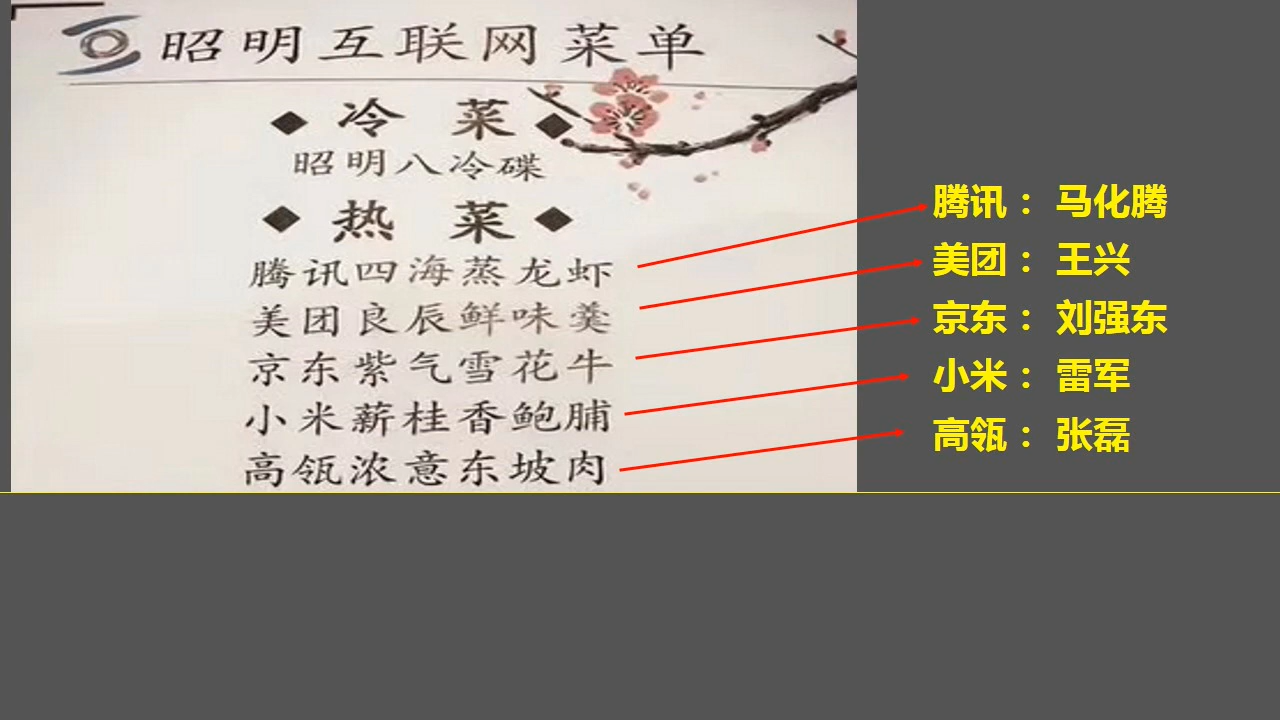 昭明互联网菜单
◆ 冷菜 ◆
昭明八冷碟
◆ 热菜 ◆
腾讯四海蒸龙虾
美团良辰鲜味羹
京东紫气雪花牛
小米薪桂香鲍脯
高瓴浓意东坡肉
腾讯： 马化腾
美团： 王兴
京东： 刘强东
小米： 雷军
高瓴： 张磊